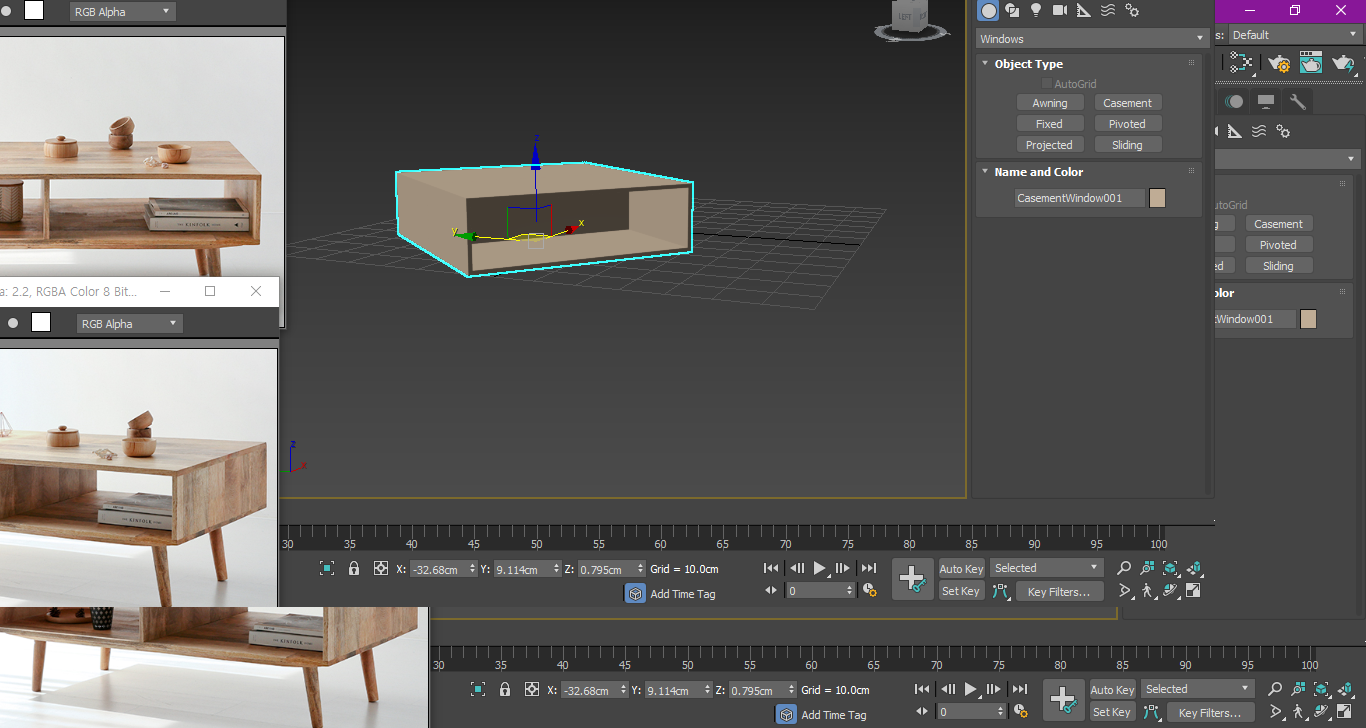 RGB Alpha
LEFT
Windows
s: Default
Object Type
AutoGrid
Awning Casement
Fixed Pivoted
Projected Sliding
Name and Color
CasementWindow001
utoGrid
g Casement
Pivoted
ed Sliding
olor
tWindow001
z
y
x
KINFOLK
a: 2.2, RGBA Color 8 Bit...
RGB Alpha
THE KINFOLK
z
x
30 35 40 45 50 55 60 65 70 75 80 85 90 95 100
X: -32.68cm Y: 9.114cm Z: 0.795cm Grid = 10.0cm
Auto Key Selected
Add Time Tag
0
Set Key Key Filters...
THE KINFOLK
30 35 40 45 50 55 60 65 70 75 80 85 90 95 100
X: -32.68cm Y: 9.114cm Z: 0.795cm Grid = 10.0cm
Auto Key Selected
Add Time Tag
0
Set Key Key Filters...